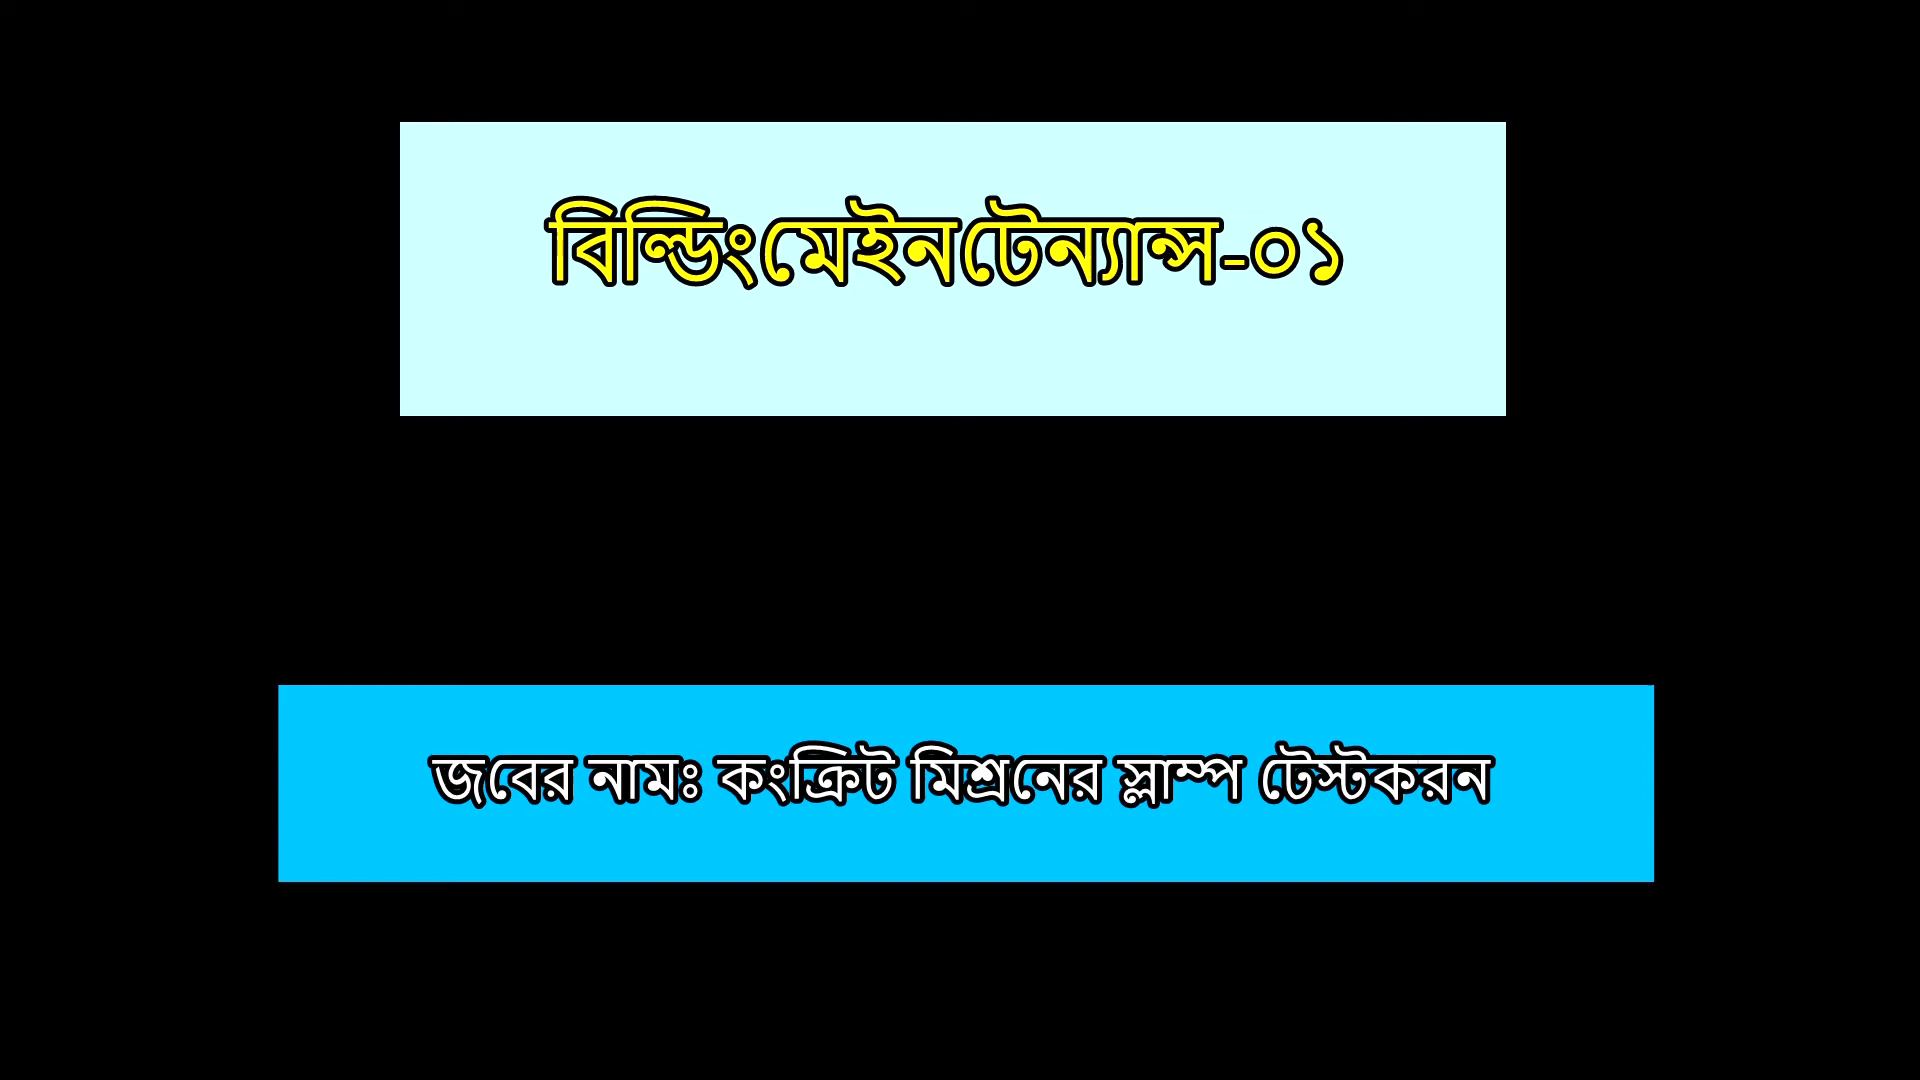 বিল্ডিংমেইনটেন্যান্স-০১
জবের নামঃ কংক্রিট মিশ্রনের স্লাম্প টেস্টকরন